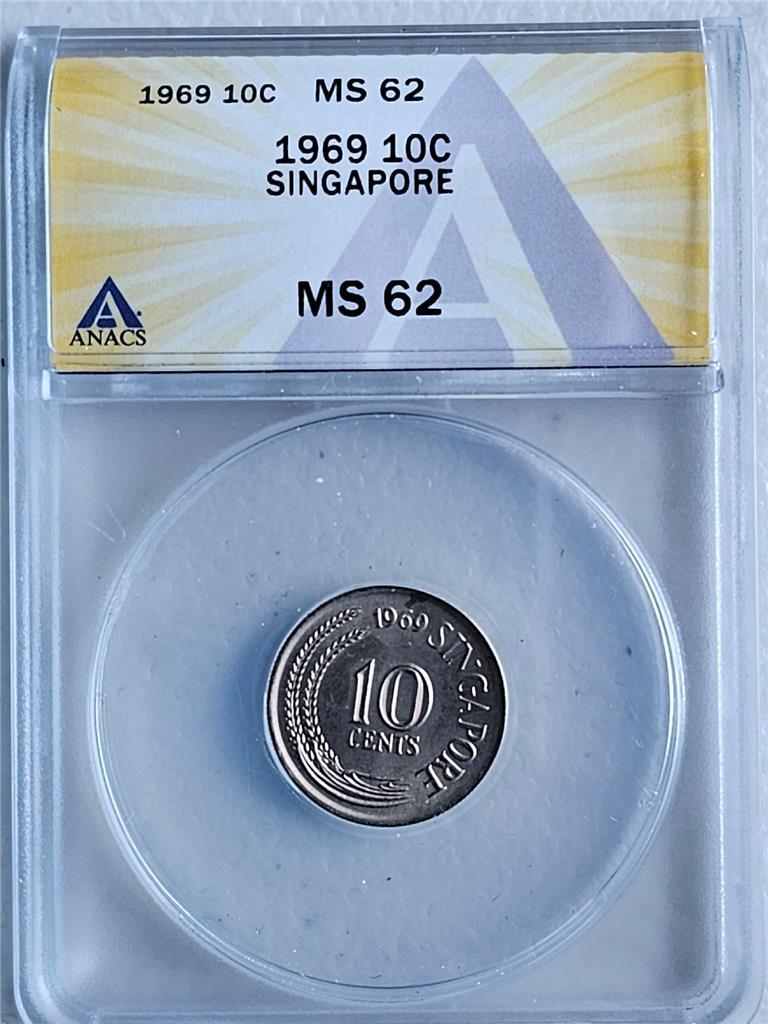 1969 10C MS 62
1969 10C
SINGAPORE
MS 62
ANACS
1969 SINGAPORE
10
CENTS